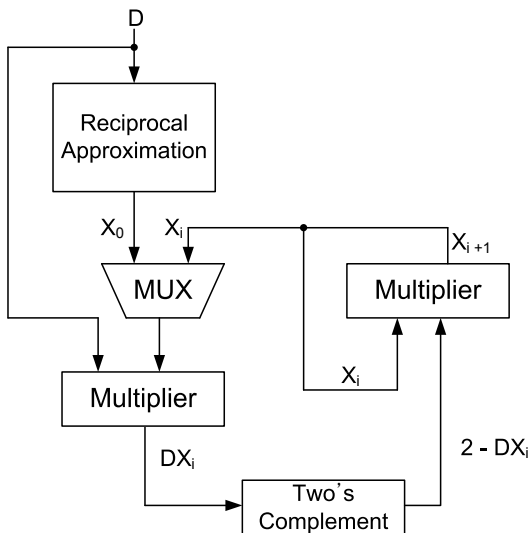 D
Reciprocal
Approximation
X₀
Xᵢ
Xᵢ₊₁
MUX
Multiplier
Xᵢ
Multiplier
DXᵢ
2 - DXᵢ
Two's
Complement